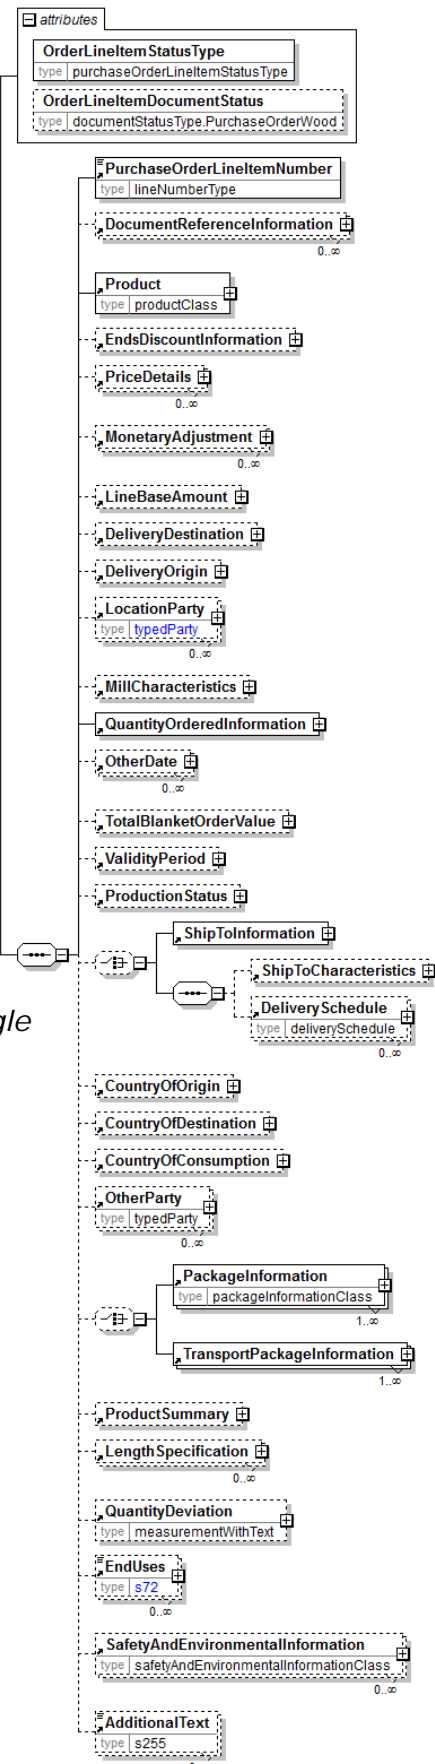 attributes
OrderLineItemStatusType
type purchaseOrderLineItemStatusType
OrderLineItemDocumentStatus
type documentStatusType.PurchaseOrderWood
PurchaseOrderLineItemNumber
type lineNumberType
DocumentReferenceInformation
0..∞
Product
type productClass
EndsDiscountInformation
PriceDetails
0..∞
MonetaryAdjustment
0..∞
LineBaseAmount
DeliveryDestination
DeliveryOrigin
LocationParty
type typedParty
0..∞
MillCharacteristics
QuantityOrderedInformation
OtherDate
0..∞
TotalBlanketOrderValue
ValidityPeriod
ProductionStatus
ShipToInformation
ShipToCharacteristics
DeliverySchedule
type deliverySchedule
0..∞
gle
CountryOfOrigin
CountryOfDestination
CountryOfConsumption
OtherParty
type typedParty
0..∞
PackageInformation
type packageInformationClass
1..∞
TransportPackageInformation
1..∞
ProductSummary
LengthSpecification
0..∞
QuantityDeviation
type measurementWithText
EndUses
type s72
0..∞
SafetyAndEnvironmentalInformation
type safetyAndEnvironmentalInformationClass
0..∞
AdditionalText
type s255